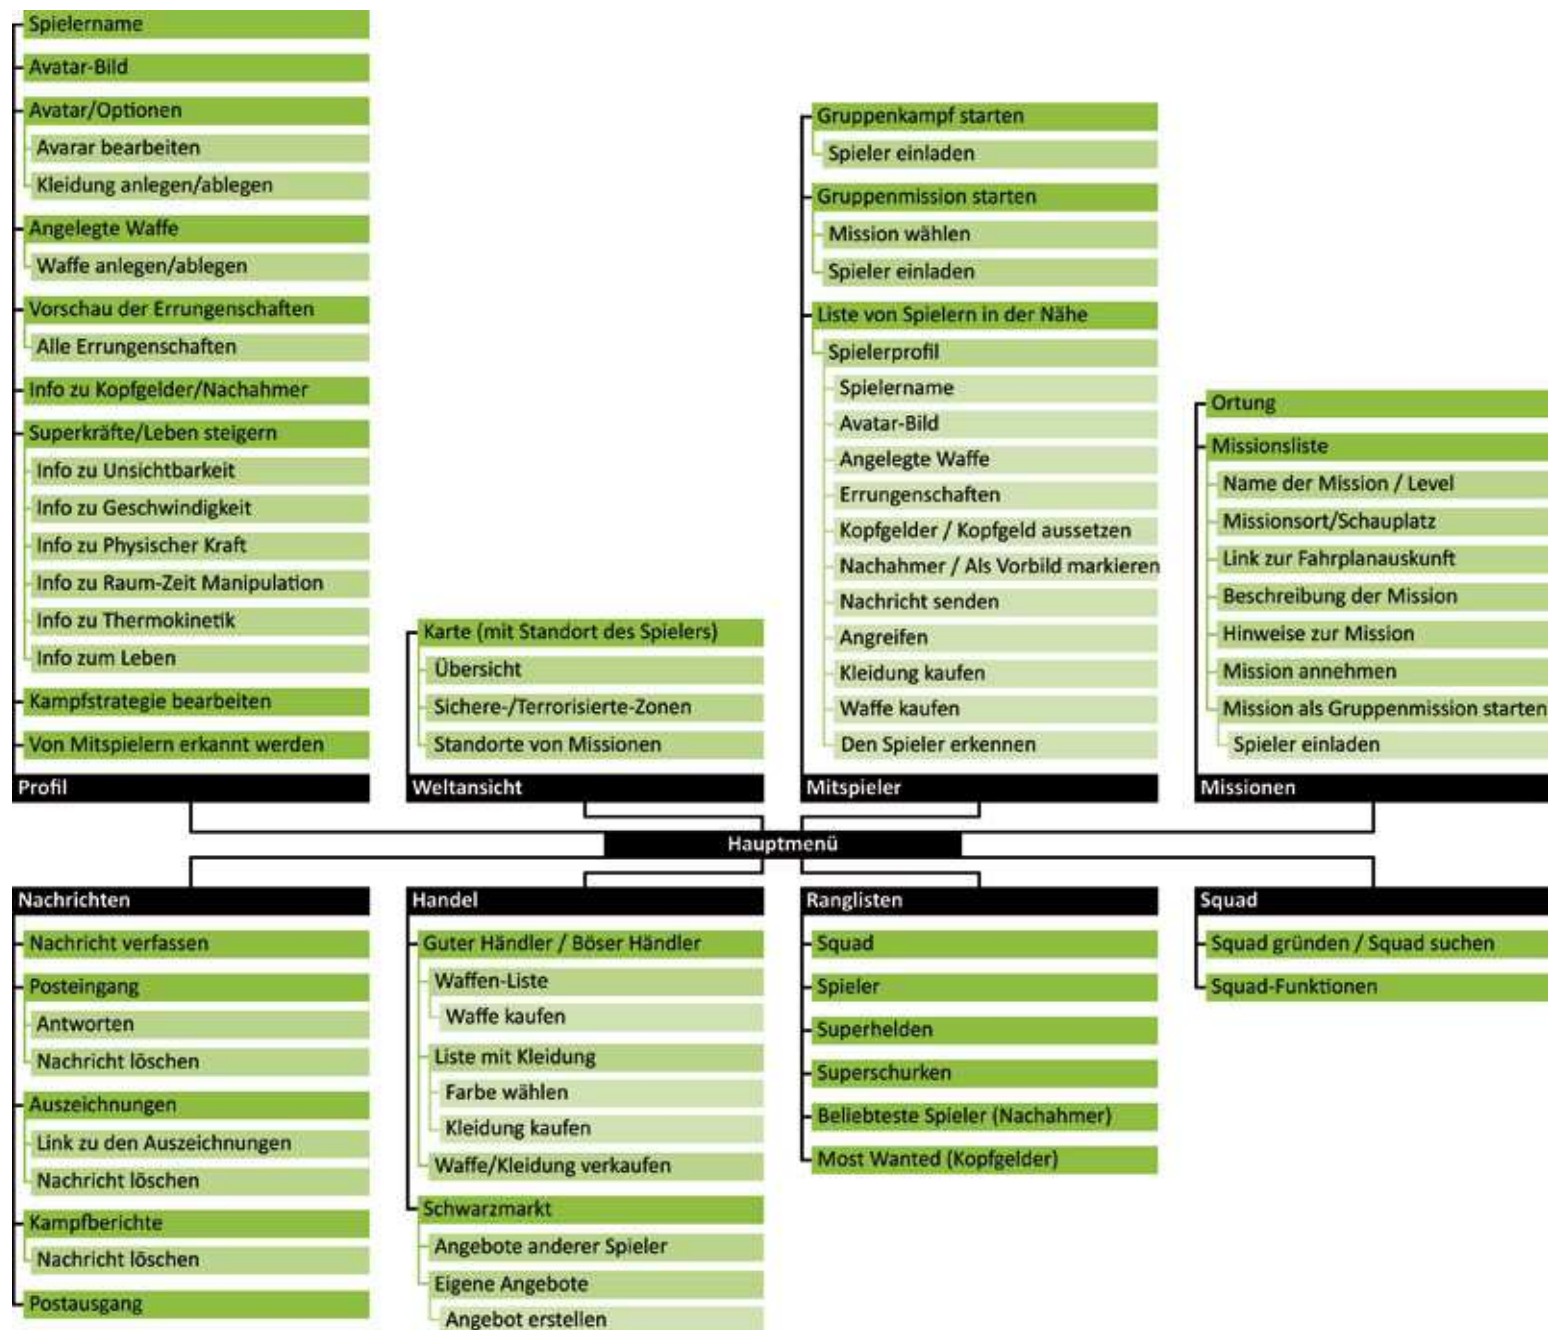 Spielername
Avatar-Bild
Avatar/Optionen
Avarar bearbeiten
Kleidung anlegen/ablegen
Angelegte Waffe
Waffe anlegen/ablegen
Vorschau der Errungenschaften
Alle Errungenschaften
Info zu Kopfgelder/Nachahmer
Superkräfte/Leben steigern
Info zu Unsichtbarkeit
Info zu Geschwindigkeit
Info zu Physischer Kraft
Info zu Raum-Zeit Manipulation
Info zu Thermokinetik
Info zum Leben
Kampfstrategie bearbeiten
Von Mitspielern erkannt werden
Profil
Karte (mit Standort des Spielers)
Übersicht
Sichere-/Terrorisierte-Zonen
Standorte von Missionen
Weltansicht
Gruppenkampf starten
Spieler einladen
Gruppenmission starten
Mission wählen
Spieler einladen
Liste von Spielern in der Nähe
Spielerprofil
Spielername
Avatar-Bild
Angelegte Waffe
Errungenschaften
Kopfgelder / Kopfgeld aussetzen
Nachahmer / Als Vorbild markieren
Nachricht senden
Angreifen
Kleidung kaufen
Waffe kaufen
Den Spieler erkennen
Mitspieler
Ortung
Missionsliste
Name der Mission / Level
Missionsort/Schauplatz
Link zur Fahrplanauskunft
Beschreibung der Mission
Hinweise zur Mission
Mission annehmen
Mission als Gruppenmission starten
Spieler einladen
Missionen
Hauptmenü
Nachrichten
Nachricht verfassen
Posteingang
Antworten
Nachricht löschen
Auszeichnungen
Link zu den Auszeichnungen
Nachricht löschen
Kampfberichte
Nachricht löschen
Postausgang
Handel
Guter Händler / Böser Händler
Waffen-Liste
Waffe kaufen
Liste mit Kleidung
Farbe wählen
Kleidung kaufen
Waffe/Kleidung verkaufen
Schwarzmarkt
Angebote anderer Spieler
Eigene Angebote
Angebot erstellen
Ranglisten
Squad
Spieler
Superhelden
Superschurken
Beliebteste Spieler (Nachahmer)
Most Wanted (Kopfgelder)
Squad
Squad gründen / Squad suchen
Squad-Funktionen